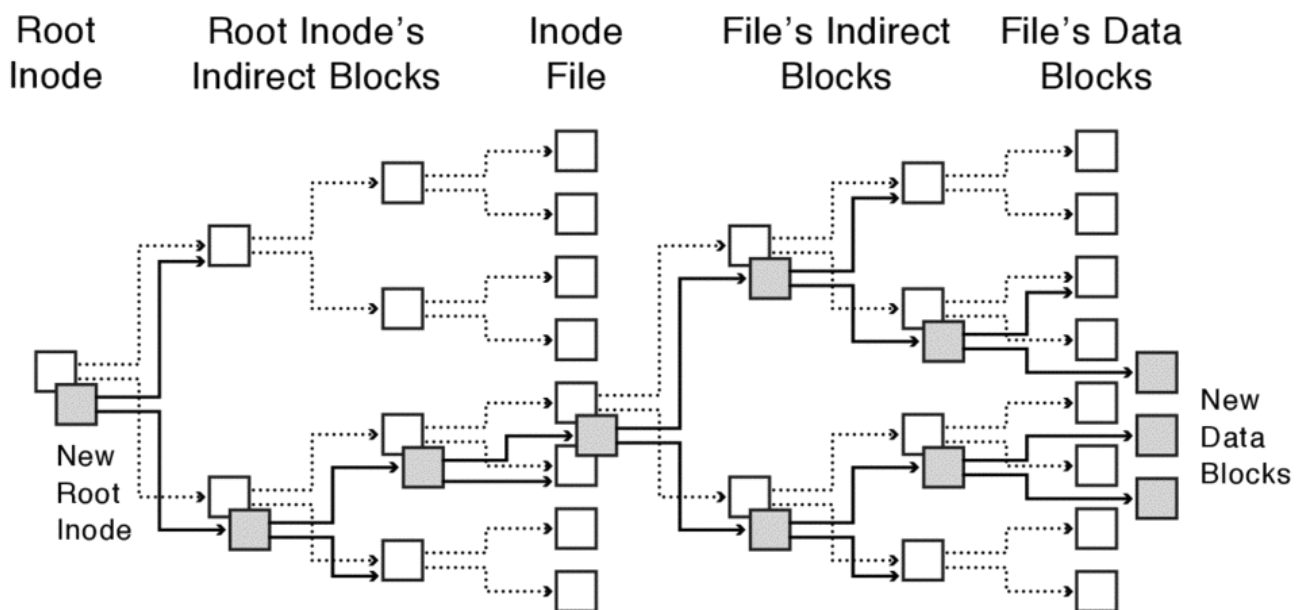 Root
Inode
Root Inode's
Indirect Blocks
Inode
File
File's Indirect
Blocks
File's Data
Blocks
New
Root
Inode
New
Data
Blocks